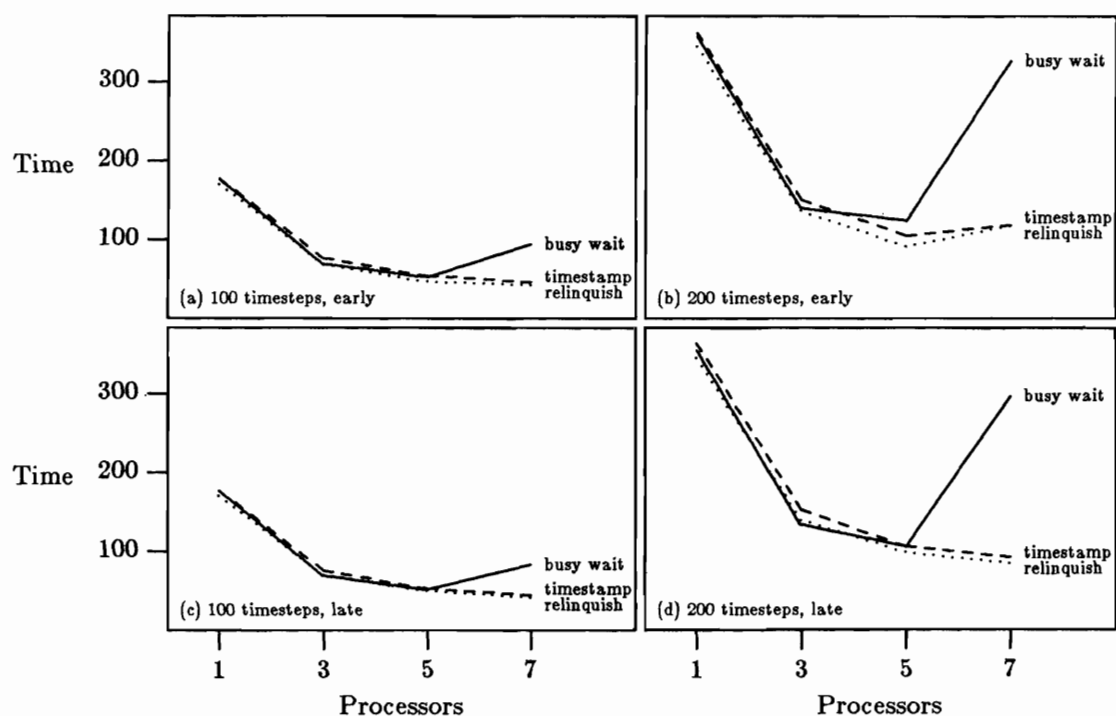 300
200
Time
100
busy wait
timestamp
relinquish
(a) 100 timesteps, early
busy wait
timestamp
relinquish
(b) 200 timesteps, early
300
200
Time
100
busy wait
timestamp
relinquish
(c) 100 timesteps, late
busy wait
timestamp
relinquish
(d) 200 timesteps, late
1 3 5 7
Processors
1 3 5 7
Processors